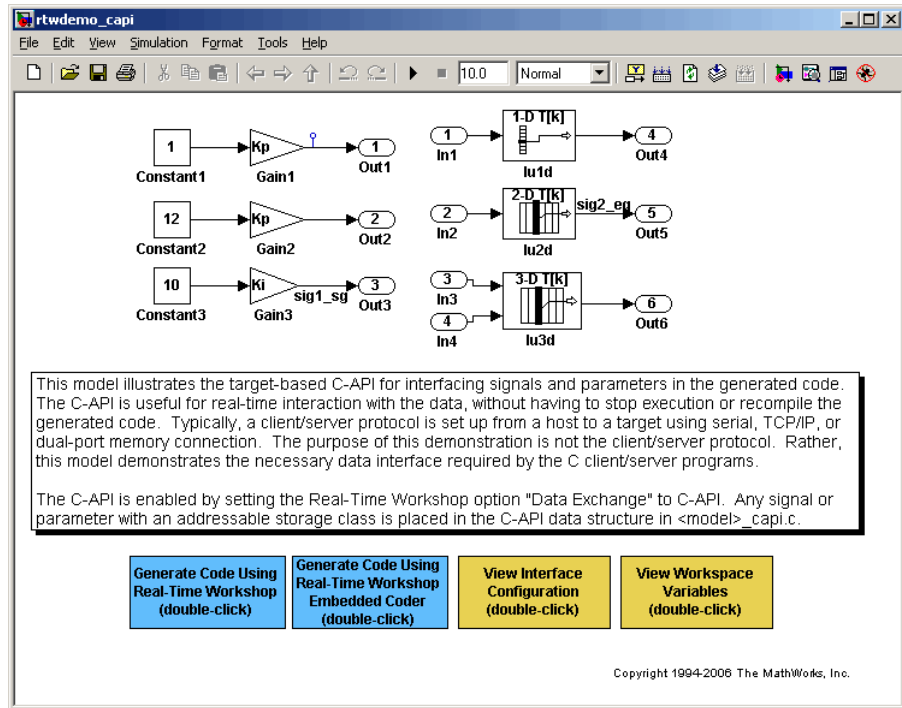 rtwdemo_capi
File Edit View Simulation Format Tools Help
10.0 Normal
1
Constant1
Kp
Gain1
1
Out1
12
Constant2
Kp
Gain2
2
Out2
10
Constant3
Ki
Gain3
sig1_sg
3
Out3
1
In1
1-D T[k]
lu1d
4
Out4
2
In2
2-D T[k]
lu2d
sig2_eg
5
Out5
3
In3
4
In4
3-D T[k]
lu3d
6
Out6
This model illustrates the target-based C-API for interfacing signals and parameters in the generated code.
The C-API is useful for real-time interaction with the data, without having to stop execution or recompile the
generated code. Typically, a client/server protocol is set up from a host to a target using serial, TCP/IP, or
dual-port memory connection. The purpose of this demonstration is not the client/server protocol. Rather,
this model demonstrates the necessary data interface required by the C client/server programs.
The C-API is enabled by setting the Real-Time Workshop option "Data Exchange" to C-API. Any signal or
parameter with an addressable storage class is placed in the C-API data structure in <model>_capi.c.
Generate Code Using
Real-Time Workshop
(double-click)
Generate Code Using
Real-Time Workshop
Embedded Coder
(double-click)
View Interface
Configuration
(double-click)
View Workspace
Variables
(double-click)
Copyright 1994-2006 The MathWorks, Inc.